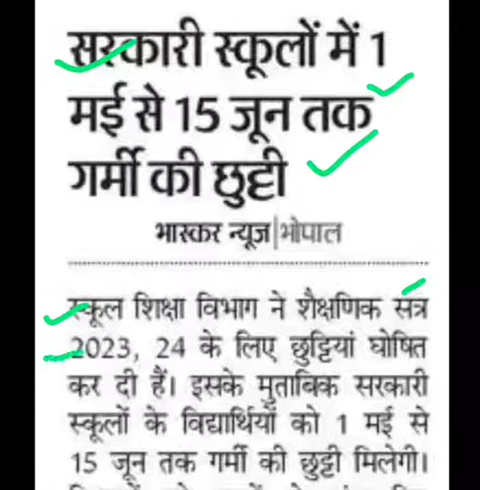 सरकारी स्कूलों में 1
मई से 15 जून तक
गर्मी की छुट्टी
भास्कर न्यूज|भोपाल
स्कूल शिक्षा विभाग ने शैक्षणिक सत्र
2023, 24 के लिए छुट्टियां घोषित
कर दी हैं। इसके मुताबिक सरकारी
स्कूलों के विद्यार्थियों को 1 मई से
15 जून तक गर्मी की छुट्टी मिलेगी।